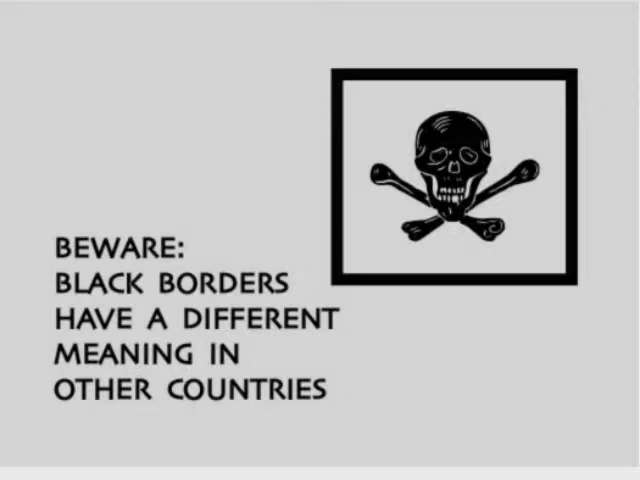 BEWARE:
BLACK BORDERS
HAVE A DIFFERENT
MEANING IN
OTHER COUNTRIES